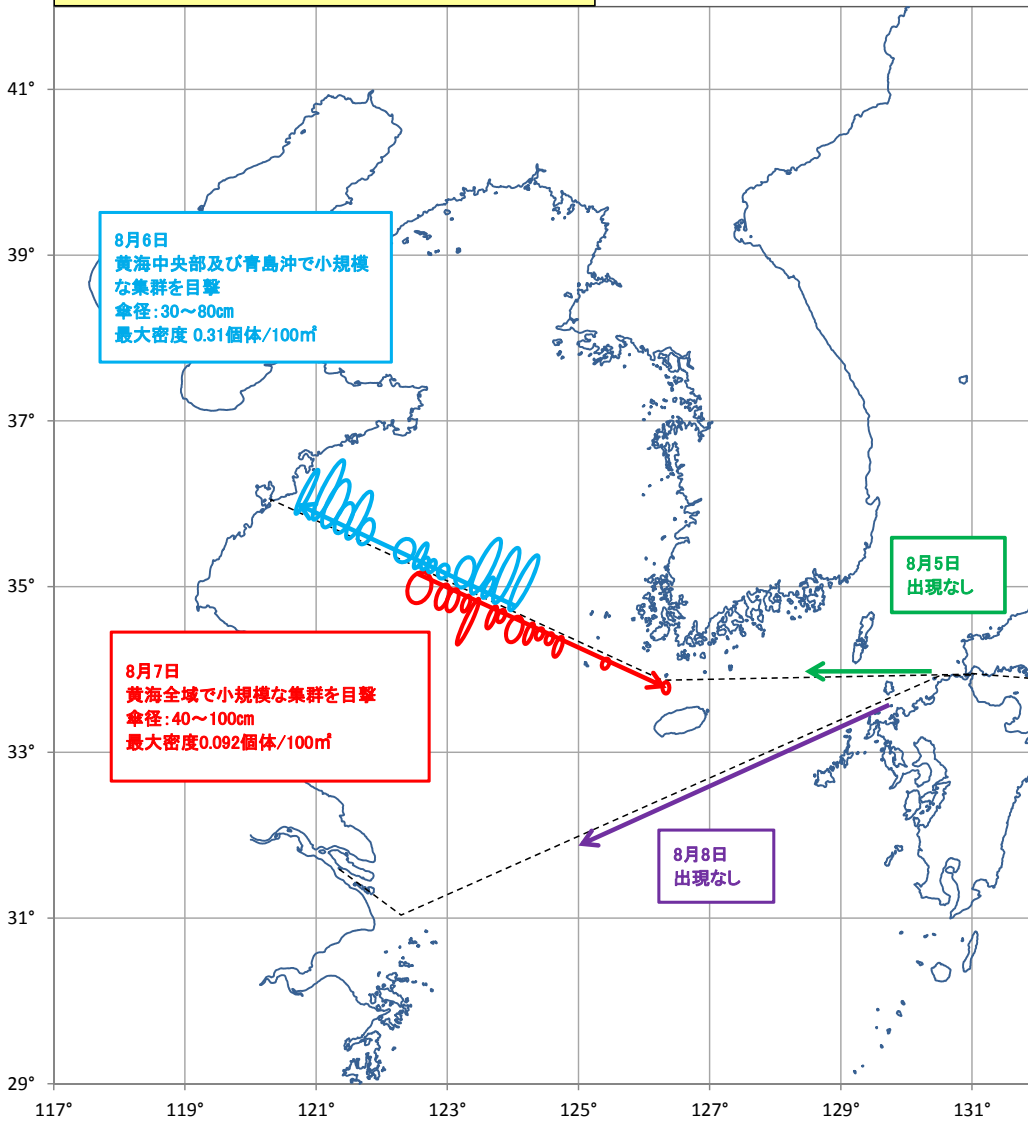 41°
8月6日
黄海中央部及び青島沖で小規模
な集群を目撃
傘径:30～80㎝
最大密度 0.31個体/100㎡
39°
37°
8月5日
出現なし
35°
8月7日
黄海全域で小規模な集群を目撃
傘径:40～100㎝
最大密度0.092個体/100㎡
33°
8月8日
出現なし
31°
29°
117° 119° 121° 123° 125° 127° 129° 131°